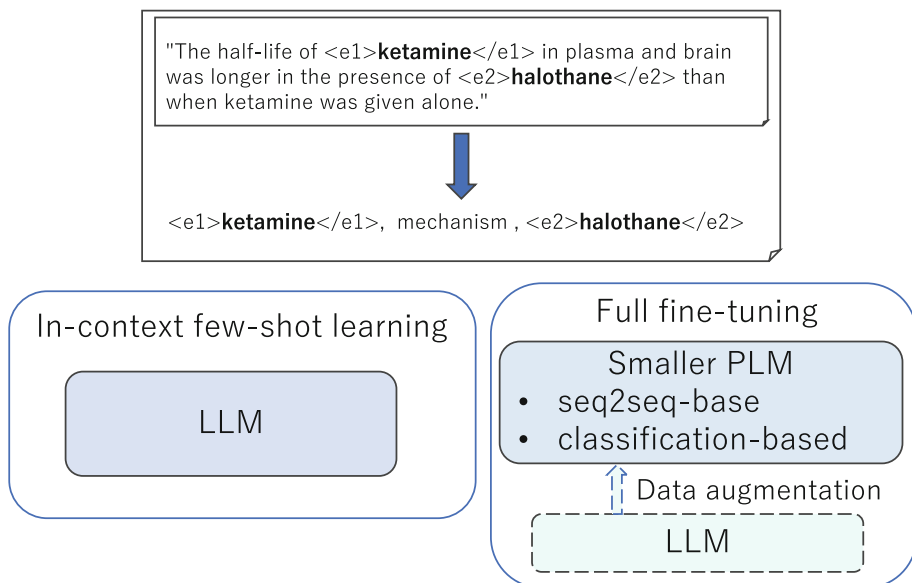 "The half-life of <e1>ketamine</e1> in plasma and brain
was longer in the presence of <e2>halothane</e2> than
when ketamine was given alone."
<e1>ketamine</e1>, mechanism , <e2>halothane</e2>
In-context few-shot learning
LLM
Full fine-tuning
Smaller PLM
• seq2seq-base
• classification-based
Data augmentation
LLM